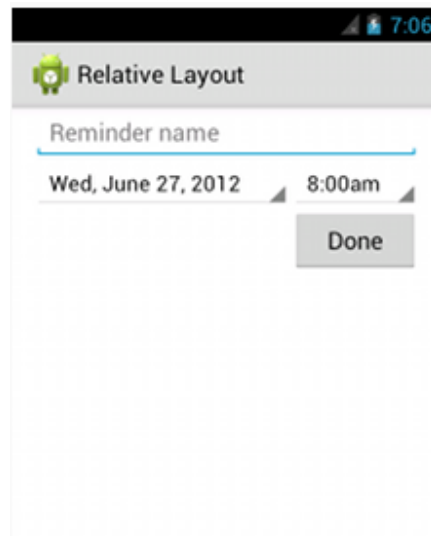 7:06
Relative Layout
Reminder name
Wed, June 27, 2012 8:00am
Done